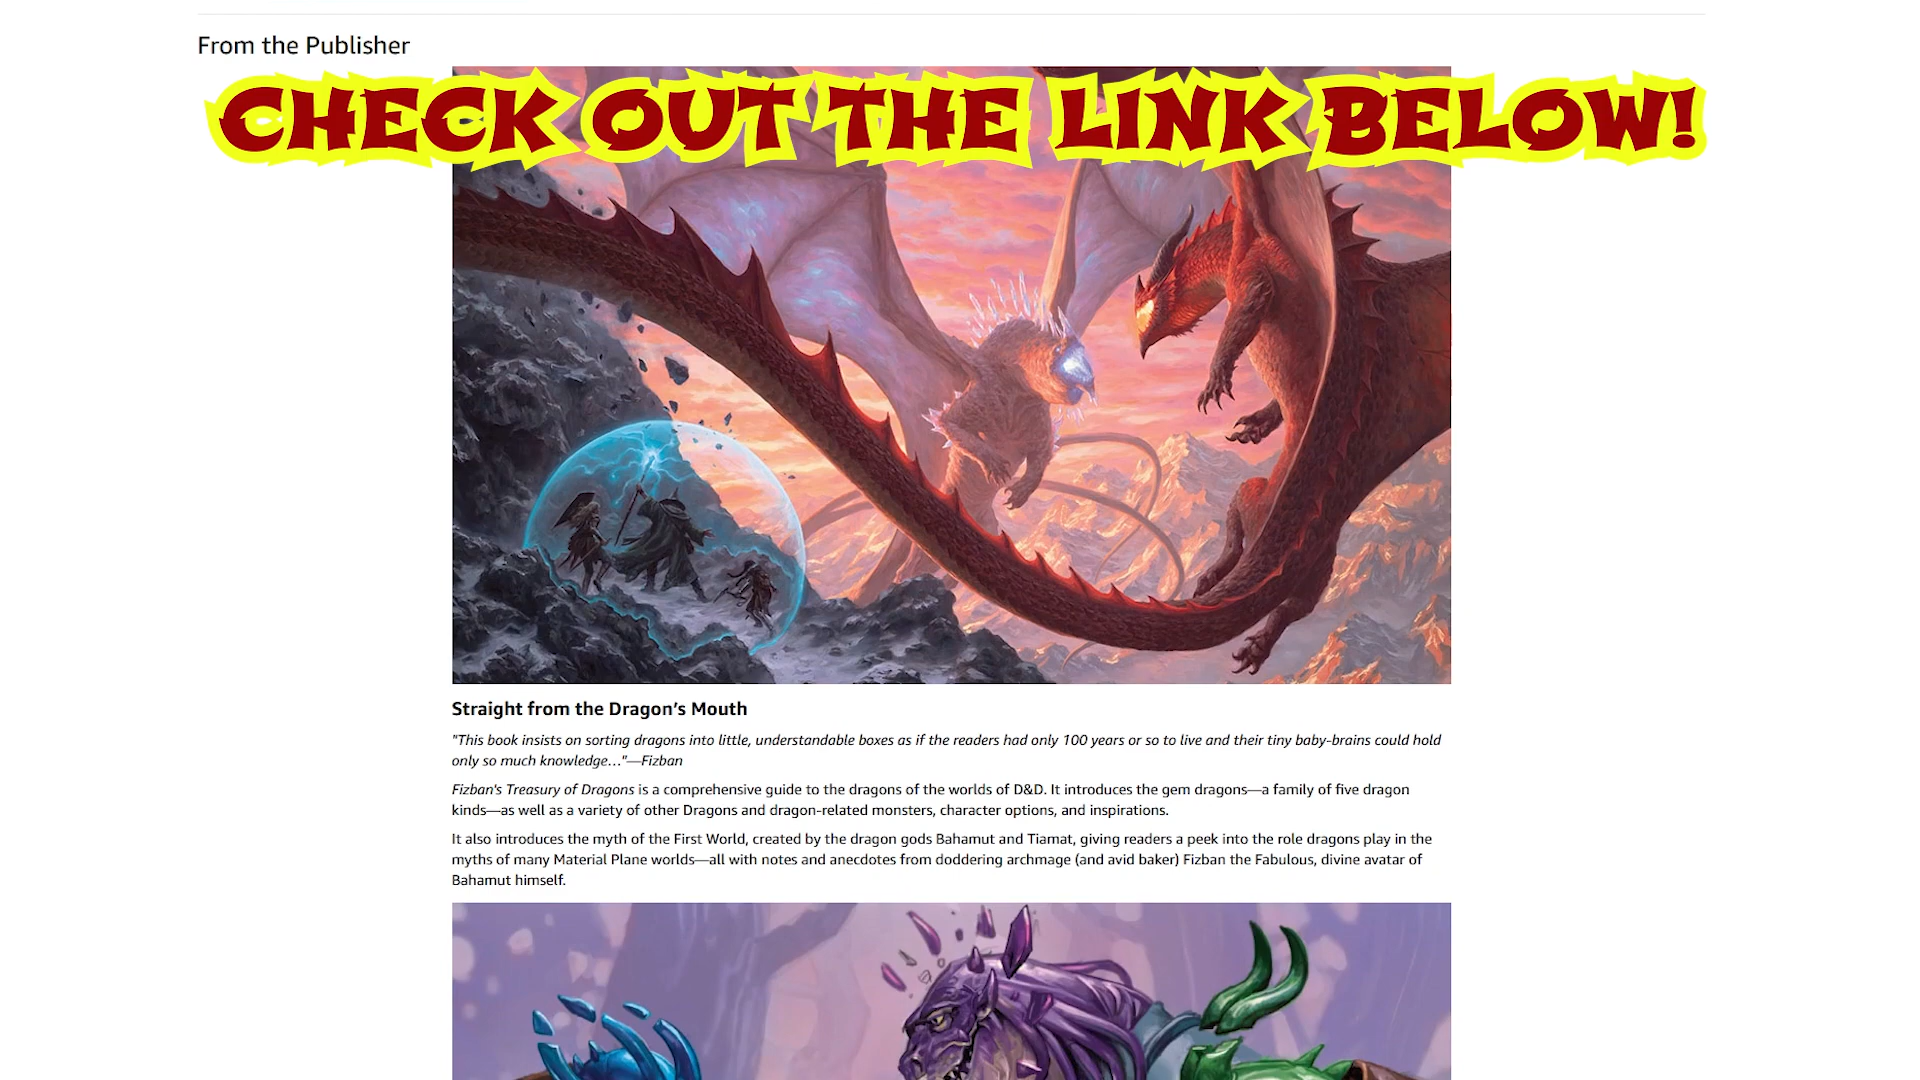 From the Publisher
CHECK OUT THE LINK BELOW!
Straight from the Dragon’s Mouth
"This book insists on sorting dragons into little, understandable boxes as if the readers had only 100 years or so to live and their tiny baby-brains could hold
only so much knowledge…"—Fizban
Fizban's Treasury of Dragons is a comprehensive guide to the dragons of the worlds of D&D. It introduces the gem dragons—a family of five dragon
kinds—as well as a variety of other Dragons and dragon-related monsters, character options, and inspirations.
It also introduces the myth of the First World, created by the dragon gods Bahamut and Tiamat, giving readers a peek into the role dragons play in the
myths of many Material Plane worlds—all with notes and anecdotes from doddering archmage (and avid baker) Fizban the Fabulous, divine avatar of
Bahamut himself.